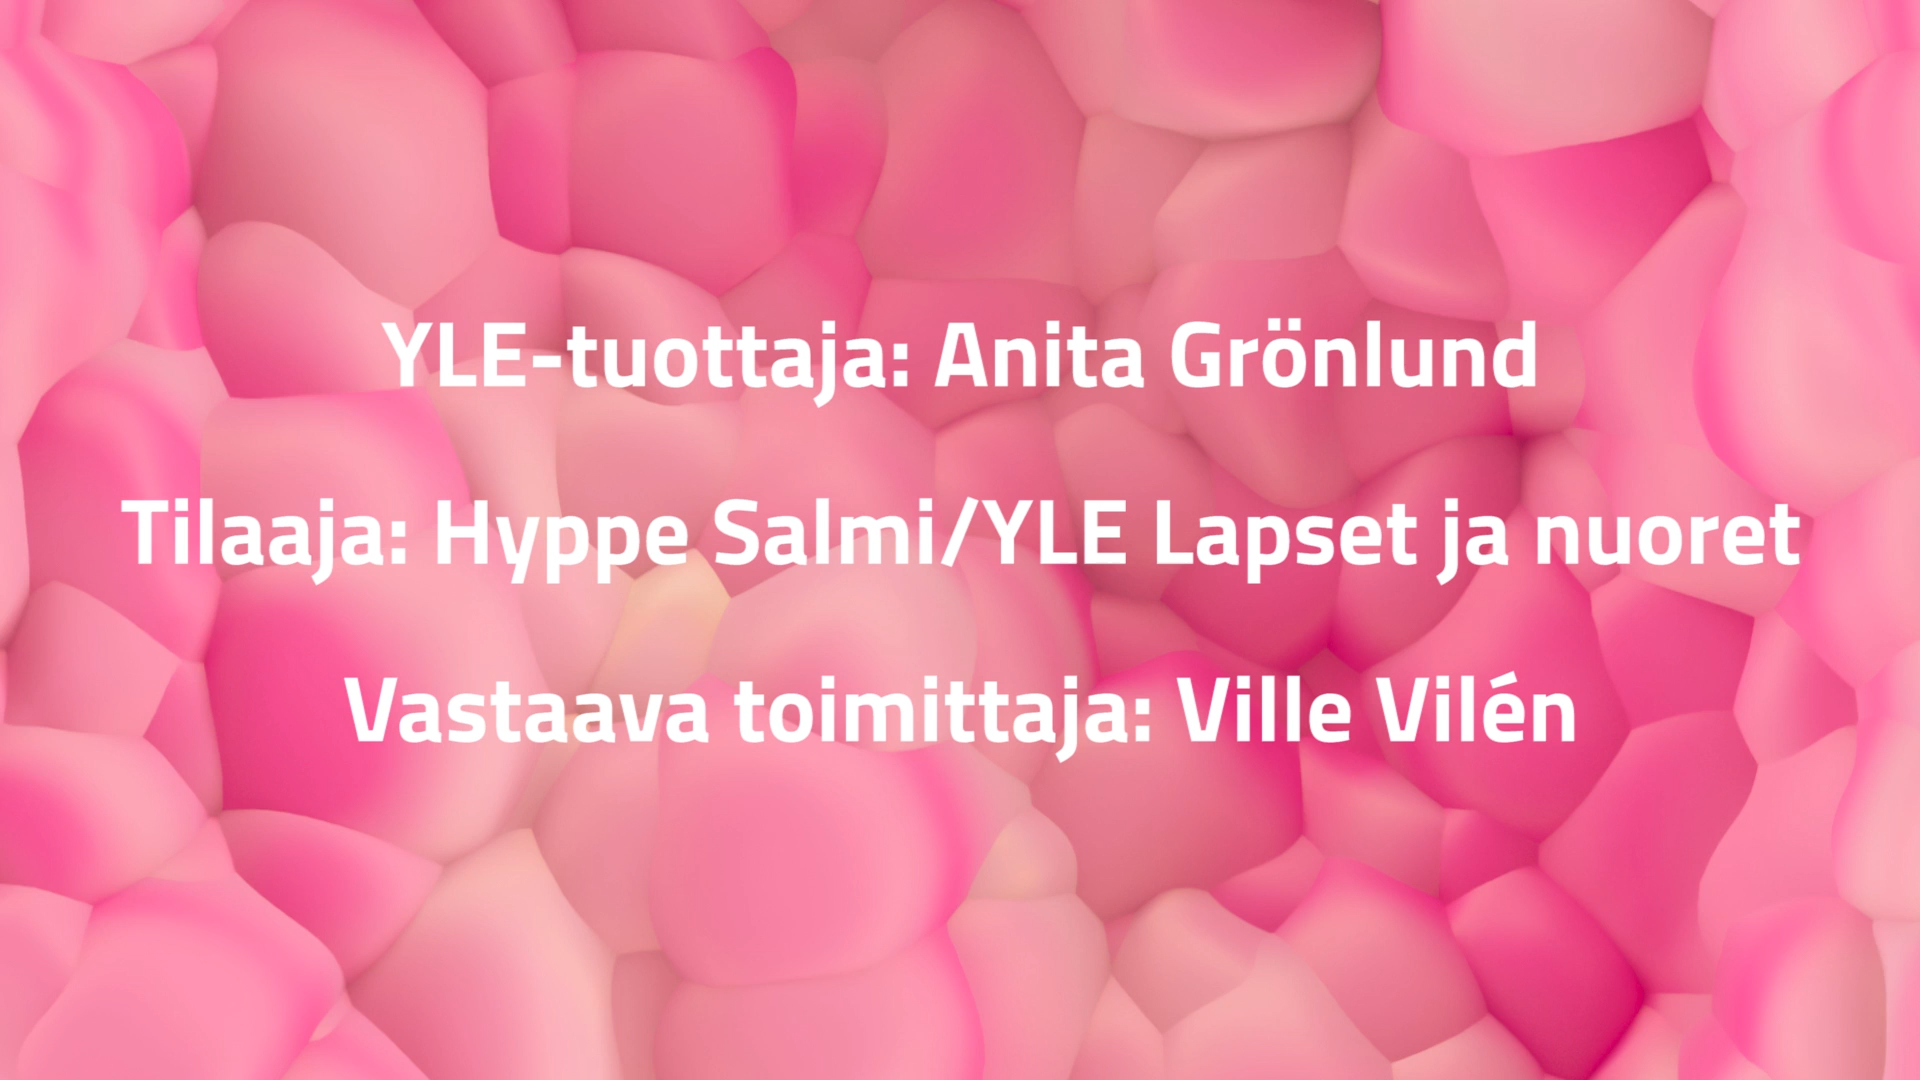 YLE-tuottaja: Anita Grönlund
Tilaaja: Hyppe Salmi/YLE Lapset ja nuoret
Vastaava toimittaja: Ville Vilén